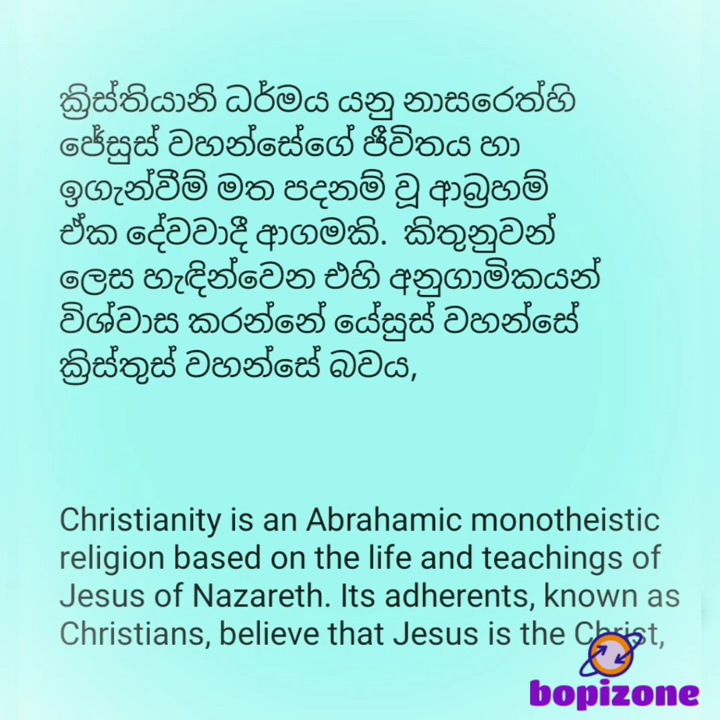 ක්‍රිස්තියානි ධර්මය යනු නාසරෙත්හි
ජේසුස් වහන්සේගේ ජීවිතය හා
ඉගැන්වීම් මත පදනම් වූ ආබ්‍රහම්
ඒක දේවවාදී ආගමකි.  කිතුනුවන්
ලෙස හැඳින්වෙන එහි අනුගාමිකයන්
විශ්වාස කරන්නේ යේසුස් වහන්සේ
ක්‍රිස්තුස් වහන්සේ බවය,
Christianity is an Abrahamic monotheistic
religion based on the life and teachings of
Jesus of Nazareth. Its adherents, known as
Christians, believe that Jesus is the Christ,
bopizone